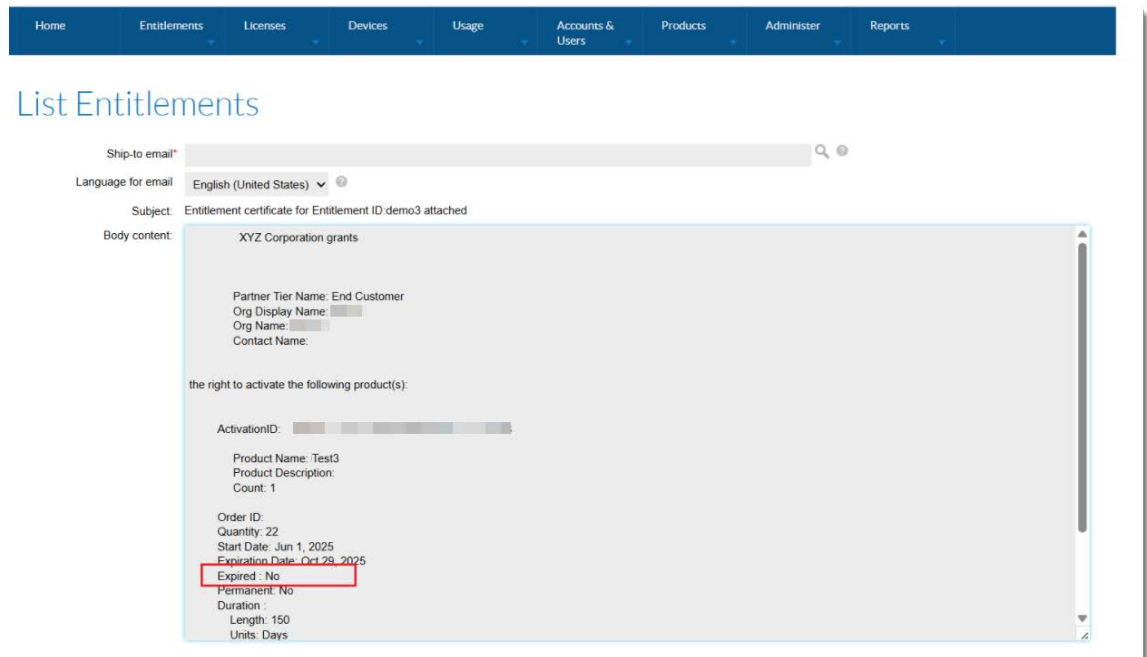 Home Entitlements Licenses Devices Usage Accounts & Users Products Administer Reports
List Entitlements
Ship-to email*
Language for email English (United States)
Subject: Entitlement certificate for Entitlement ID:demo3 attached
Body content:
XYZ Corporation grants
Partner Tier Name: End Customer
Org Display Name:
Org Name:
Contact Name:
the right to activate the following product(s):
ActivationID:
Product Name: Test3
Product Description:
Count: 1
Order ID:
Quantity: 22
Start Date: Jun 1, 2025
Expiration Date: Oct 29, 2025
Expired : No
Permanent: No
Duration :
Length: 150
Units: Days